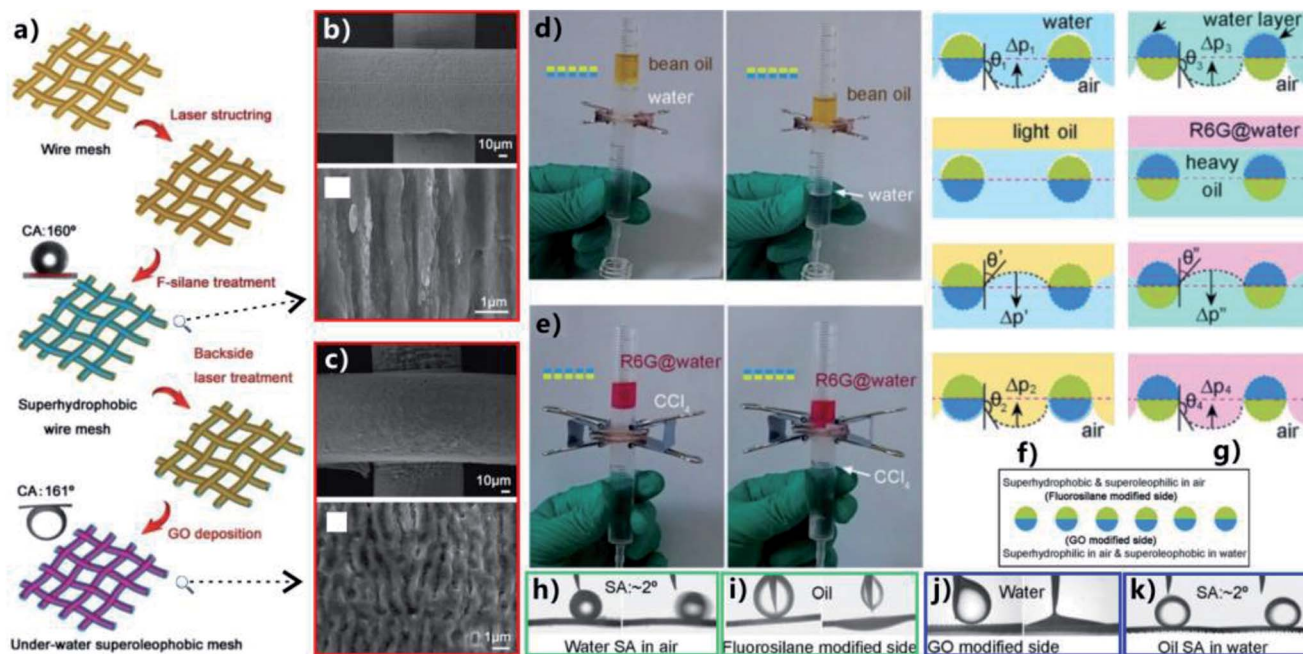 a)
Wire mesh
Laser structring
CA:160º
F-silane treatment
Backside
laser treatment
Superhydrophobic
wire mesh
CA:161º
GO deposition
Under-water superoleophobic mesh
b)
10μm
1μm
c)
10μm
1μm
d)
bean oil
water
bean oil
water
e)
R6G@water
CCl₄
R6G@water
CCl₄
water
θ₁
Δp₁
air
light oil
θ'
Δp'
θ₂
Δp₂
air
f)
water layer
θ₃
Δp₃
air
R6G@water
heavy
oil
θ"
Δp"
θ₄
Δp₄
air
g)
Superhydrophobic & superoleophilic in air
(Fluorosilane modified side)
(GO modified side)
Superhydrophilic in air & superoleophobic in water
h)
SA:~2º
Water SA in air
i)
Oil
Fluorosilane modified side
j)
Water
GO modified side
k)
SA:~2º
Oil SA in water